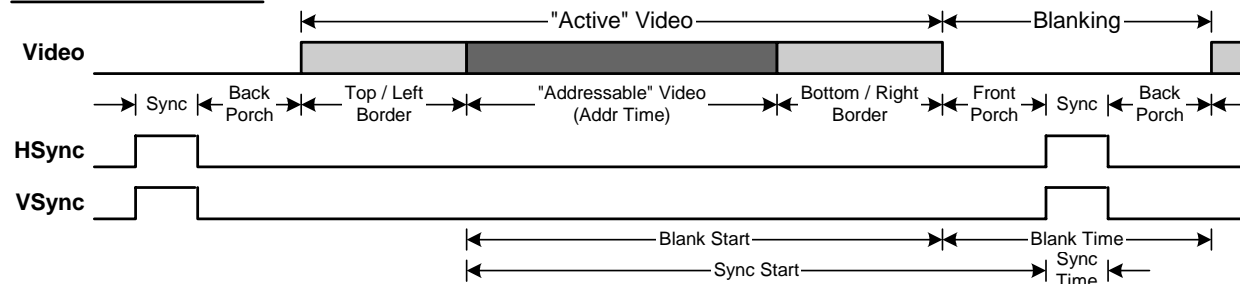 "Active" Video
Blanking
Video
Sync
Back Porch
Top / Left Border
"Addressable" Video (Addr Time)
Bottom / Right Border
Front Porch
Sync
Back Porch
HSync
VSync
Blank Start
Blank Time
Sync Start
Sync Time